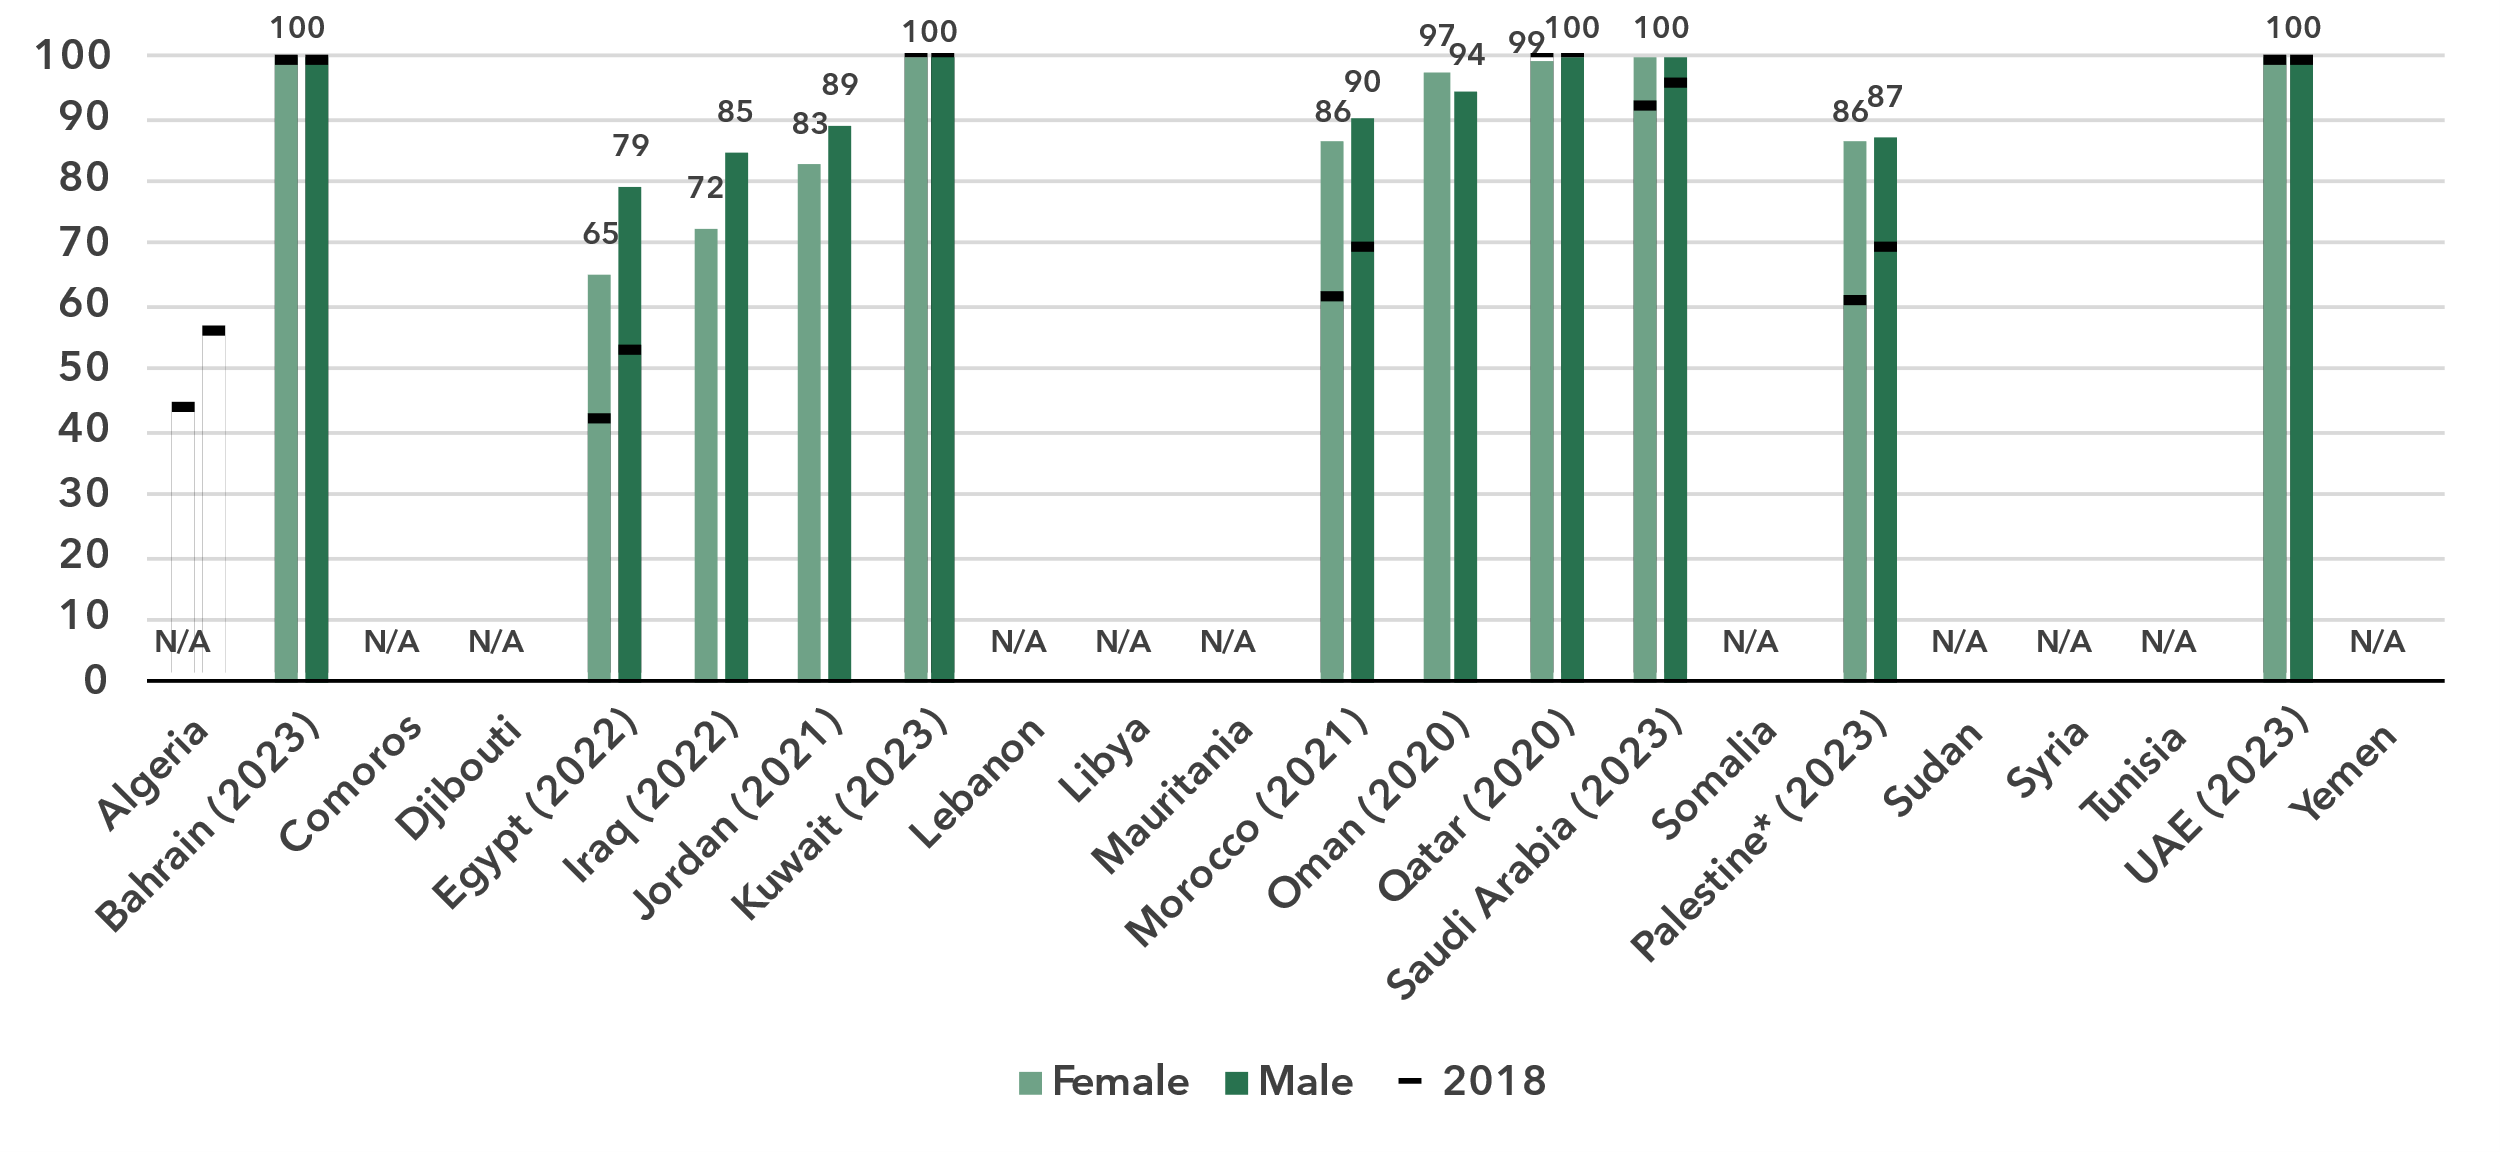 100
90
80
70
60
50
40
30
20
10
0
N/A
100
N/A
N/A
65
79
72
85
83
89
100
N/A
N/A
N/A
86
90
97
94
99
100
100
N/A
86
87
N/A
N/A
N/A
100
N/A
Algeria
Bahrain (2023)
Comoros
Djibouti
Egypt (2022)
Iraq (2022)
Jordan (2021)
Kuwait (2023)
Lebanon
Libya
Mauritania
Morocco (2021)
Oman (2020)
Qatar (2020)
Saudi Arabia (2023)
Somalia
Palestine* (2023)
Sudan
Syria
Tunisia
UAE (2023)
Yemen
Female Male 2018